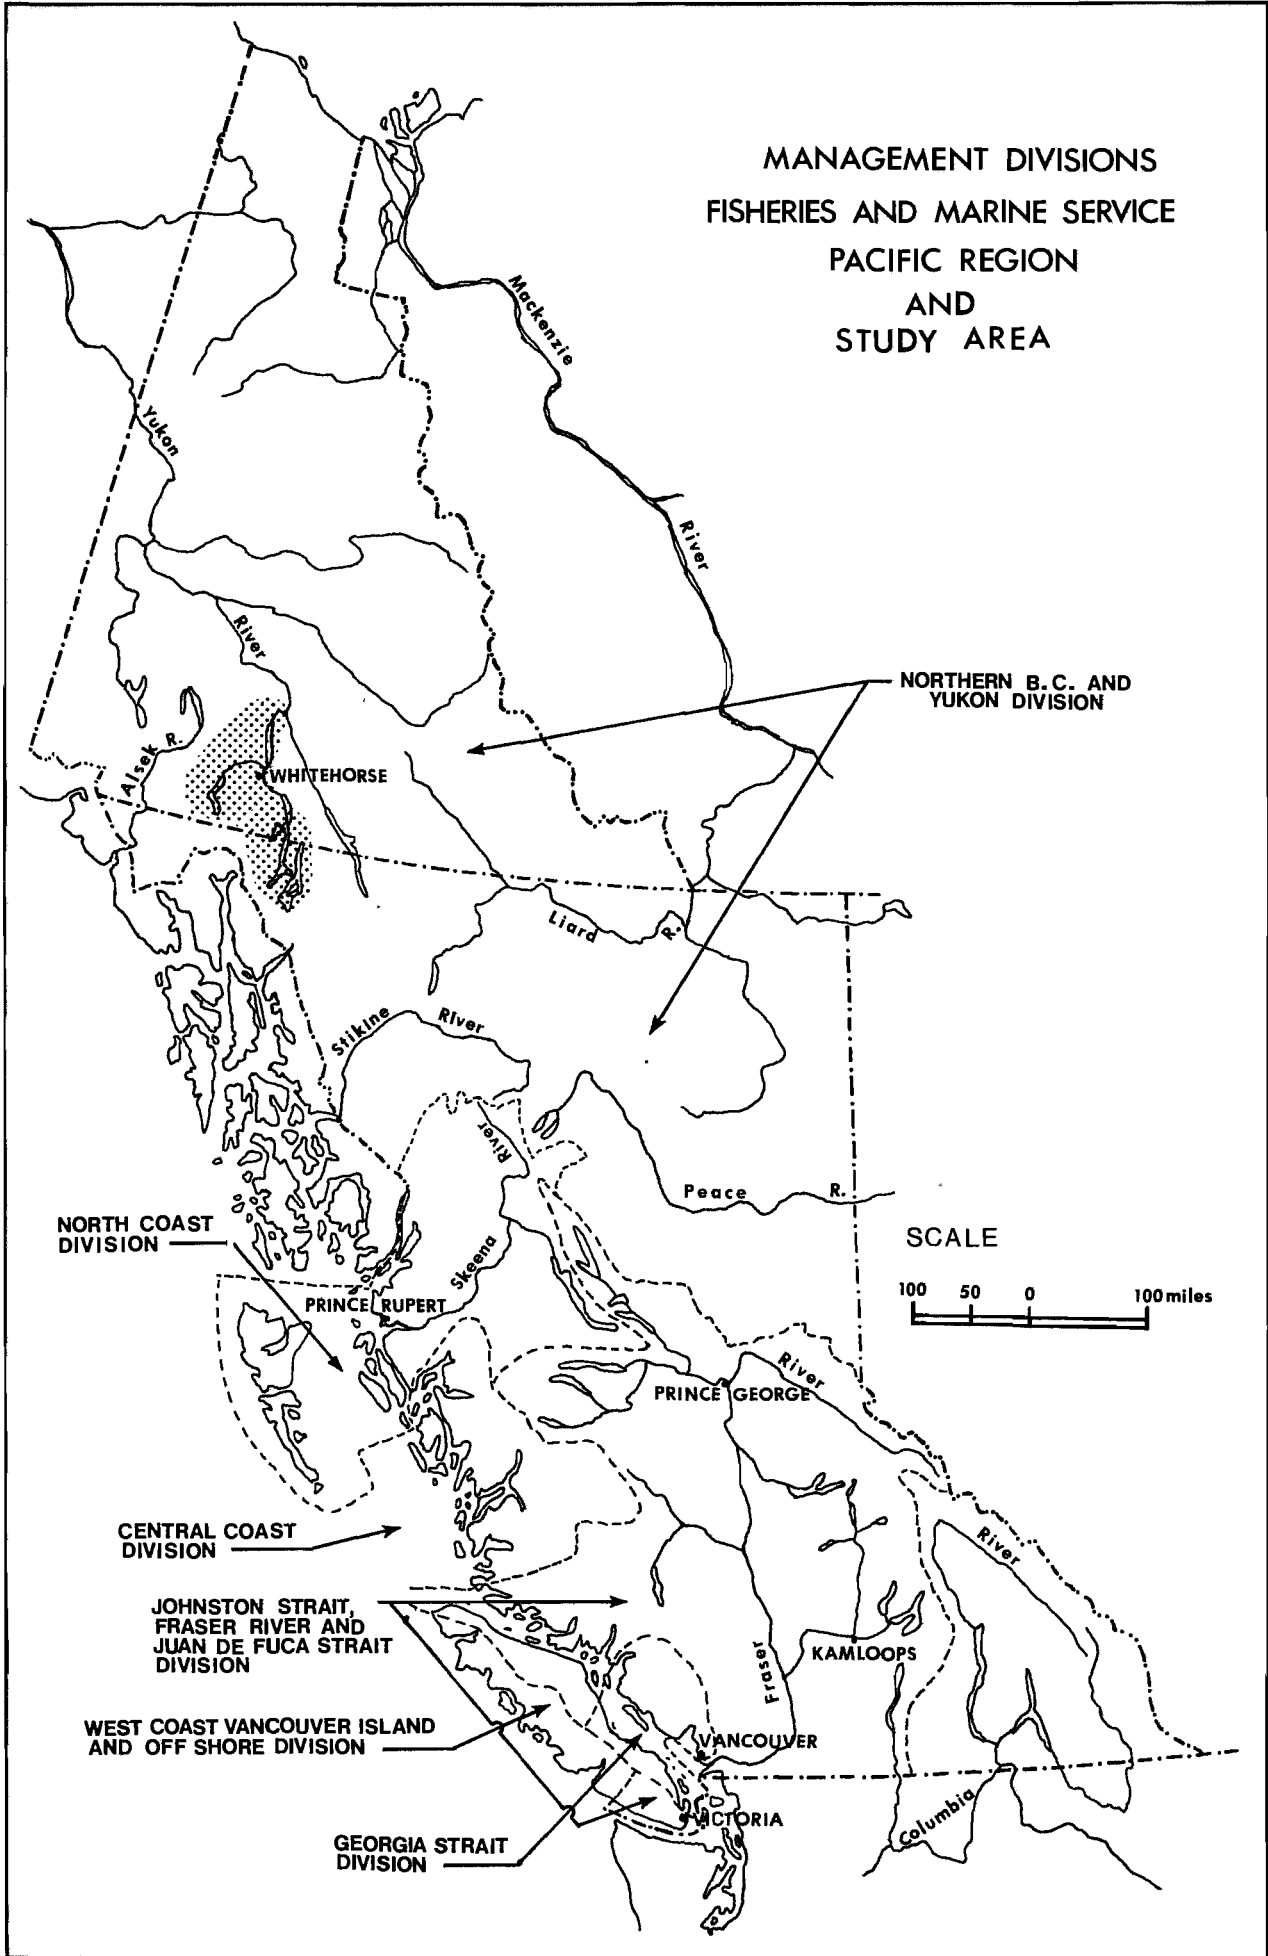 MANAGEMENT DIVISIONS
FISHERIES AND MARINE SERVICE
PACIFIC REGION
AND
STUDY AREA
Mackenzie
River
Yukon
River
NORTHERN B.C. AND
YUKON DIVISION
Alsek R.
WHITEHORSE
Liard R.
Stikine River
River
Skeena
Peace R.
NORTH COAST
DIVISION
SCALE
100 50 0 100 miles
PRINCE RUPERT
River
PRINCE GEORGE
CENTRAL COAST
DIVISION
River
JOHNSTON STRAIT,
FRASER RIVER AND
JUAN DE FUCA STRAIT
DIVISION
KAMLOOPS
Fraser
WEST COAST VANCOUVER ISLAND
AND OFF SHORE DIVISION
VANCOUVER
VICTORIA
Columbia
GEORGIA STRAIT
DIVISION